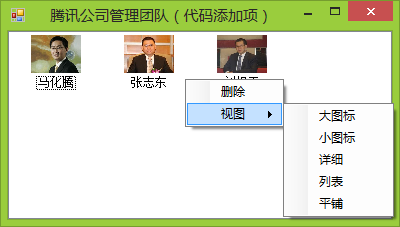 腾讯公司管理团队（代码添加项）
马化腾
张志东
删除
视图
大图标
小图标
详细
列表
平铺